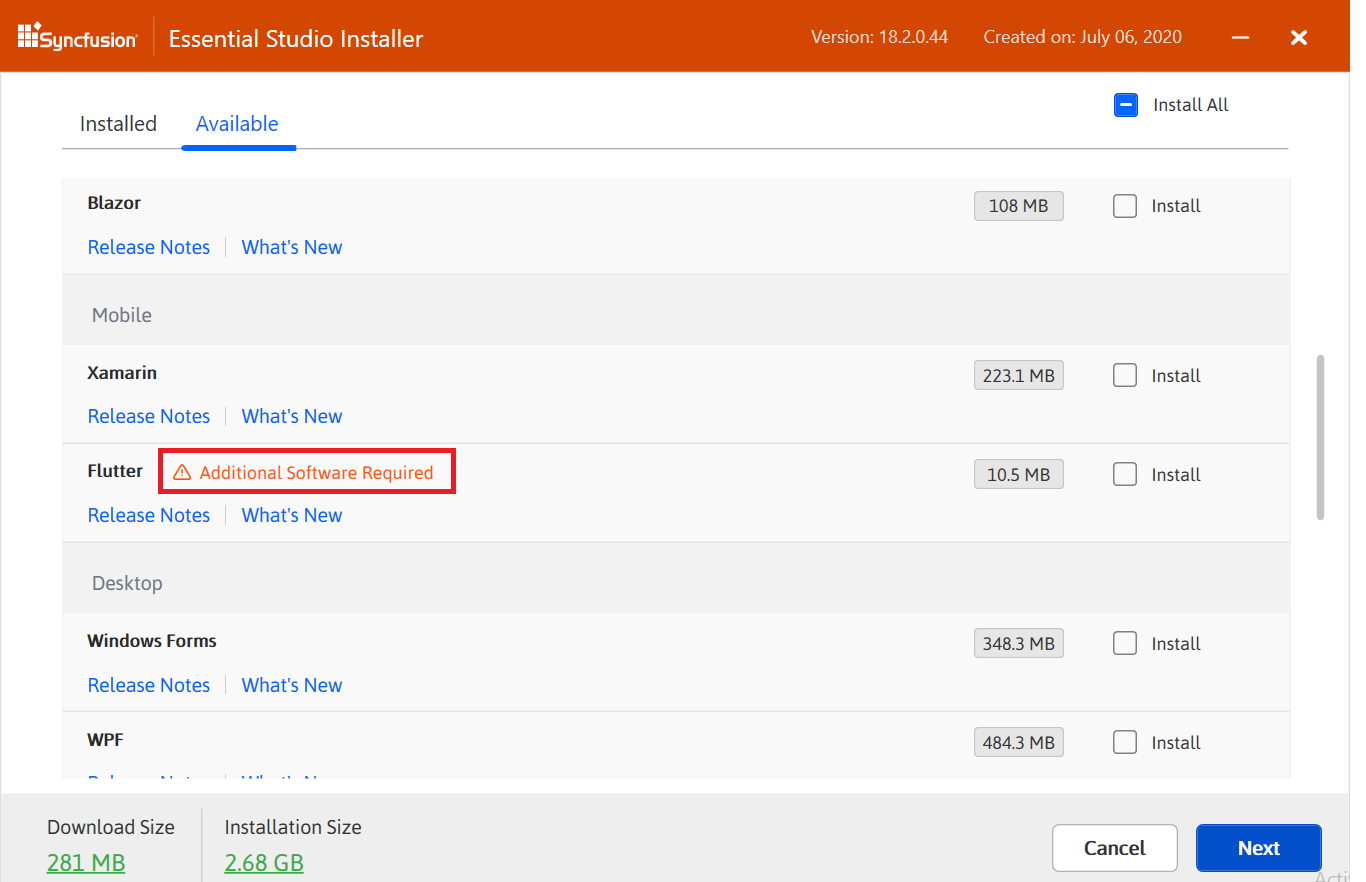 Syncfusion Essential Studio Installer Version: 18.2.0.44 Created on: July 06, 2020
Install All
Installed Available
Blazor 108 MB Install
Release Notes What's New
Mobile
Xamarin 223.1 MB Install
Release Notes What's New
Flutter Additional Software Required 10.5 MB Install
Release Notes What's New
Desktop
Windows Forms 348.3 MB Install
Release Notes What's New
WPF 484.3 MB Install
Download Size Installation Size
281 MB 2.68 GB
Cancel Next